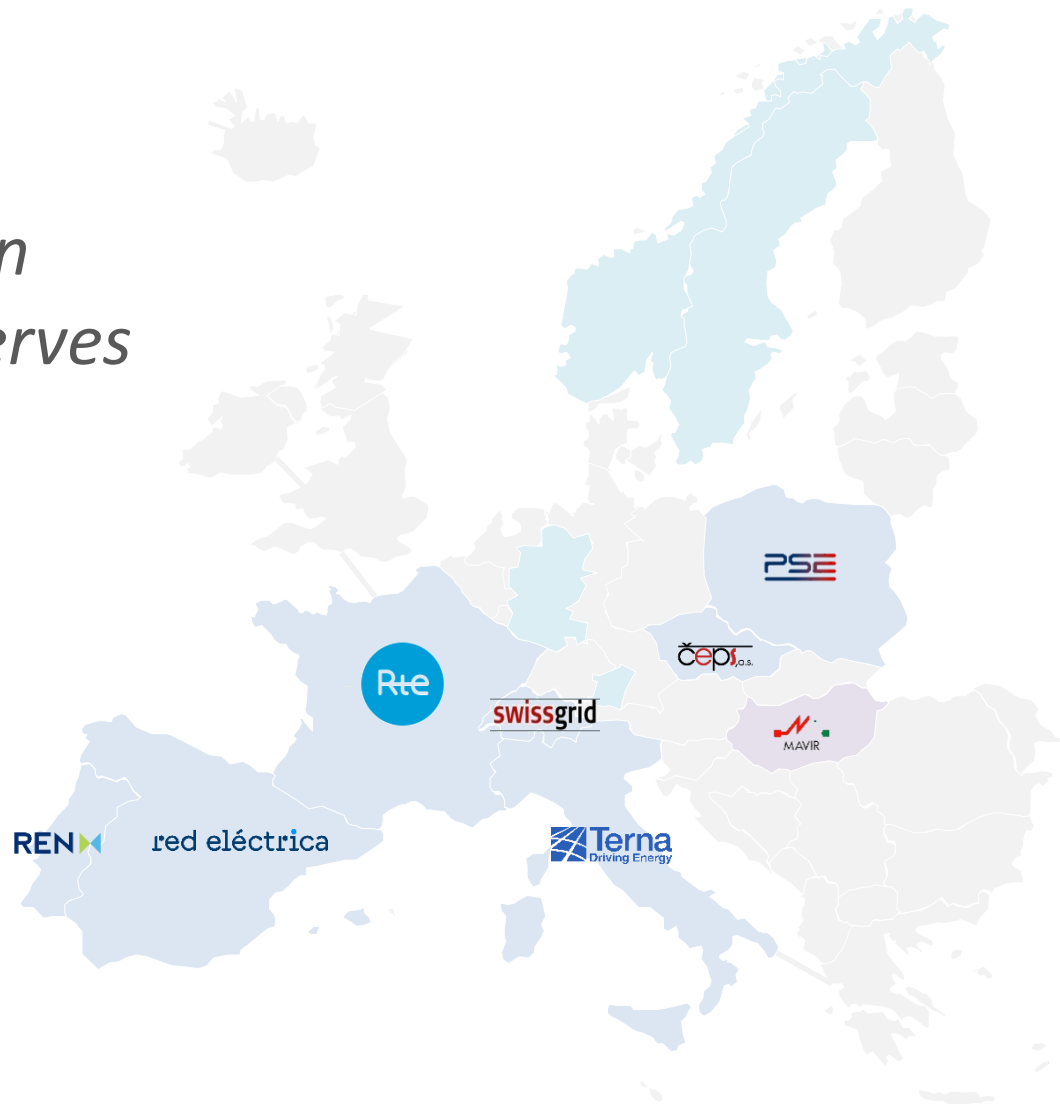 n
erves
PSE
čeps,a.s.
Rte
swissgrid
MAVIR
REN
red eléctrica
Terna
Driving Energy